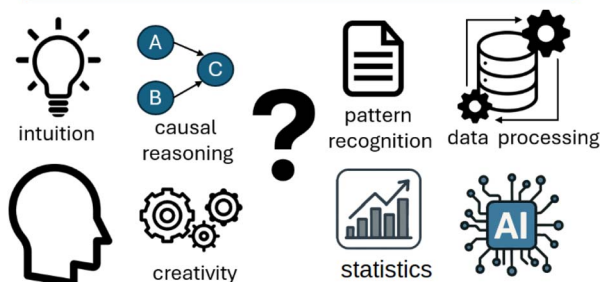 A
B
C
intuition
causal
reasoning
?
pattern
recognition
data processing
creativity
statistics
AI